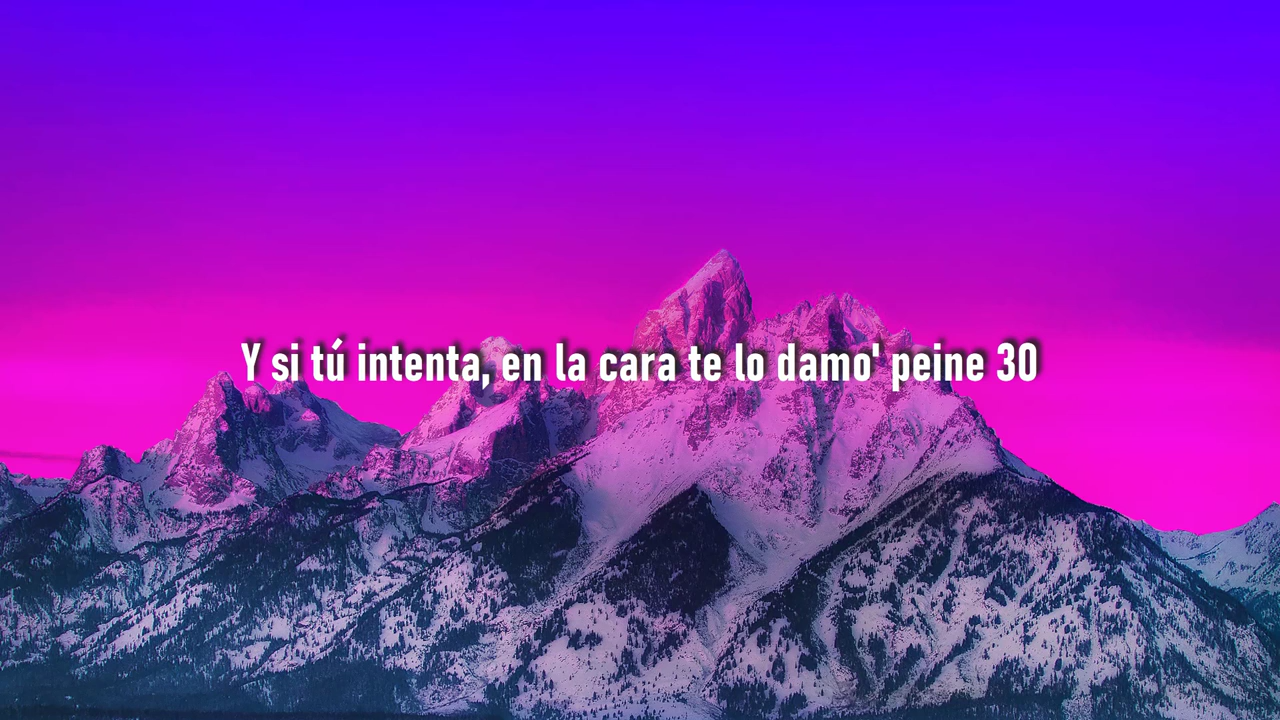 Y si tú intenta, en la cara te lo damo' peine 30